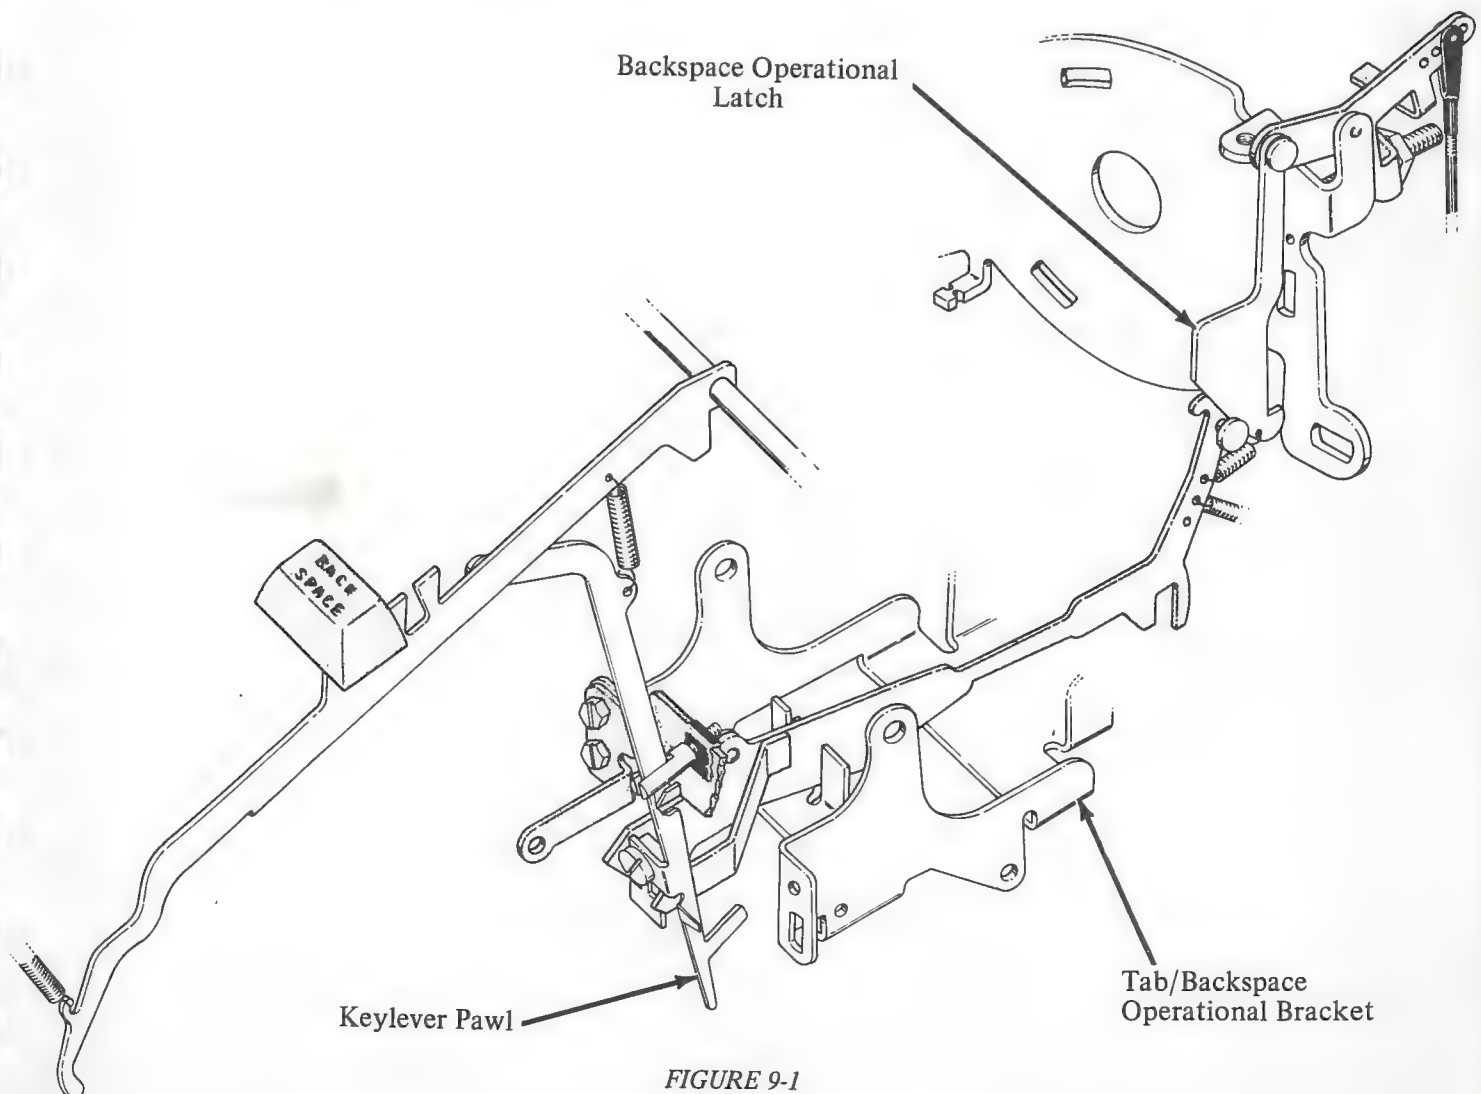 Backspace Operational
Latch
BACK
SPACE
Keylever Pawl
Tab/Backspace
Operational Bracket
FIGURE 9-1